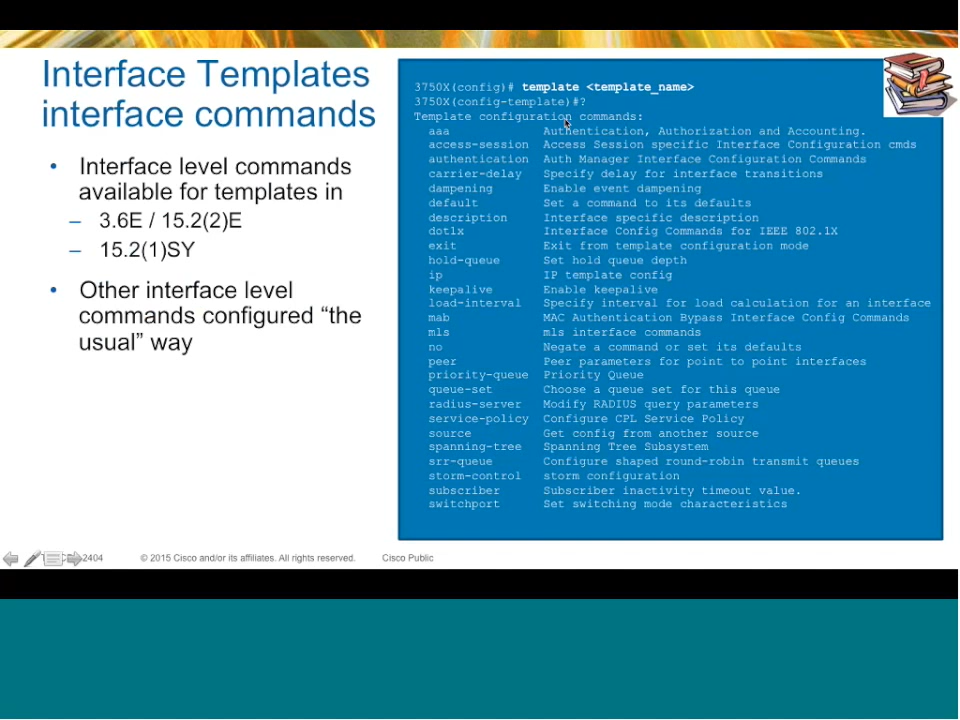 Interface Templates
interface commands
• Interface level commands
available for templates in
– 3.6E / 15.2(2)E
– 15.2(1)SY
• Other interface level
commands configured “the
usual” way
3750X(config)# template <template_name>
3750X(config-template)#?
Template configuration commands:
aaa Authentication, Authorization and Accounting.
access-session Access Session specific Interface Configuration cmds
authentication Auth Manager Interface Configuration Commands
carrier-delay Specify delay for interface transitions
dampening Enable event dampening
default Set a command to its defaults
description Interface specific description
dot1x Interface Config Commands for IEEE 802.1X
exit Exit from template configuration mode
hold-queue Set hold queue depth
ip IP template config
keepalive Enable keepalive
load-interval Specify interval for load calculation for an interface
mab MAC Authentication Bypass Interface Config Commands
mls mls interface commands
no Negate a command or set its defaults
peer Peer parameters for point to point interfaces
priority-queue Priority Queue
queue-set Choose a queue set for this queue
radius-server Modify RADIUS query parameters
service-policy Configure CPL Service Policy
source Get config from another source
spanning-tree Spanning Tree Subsystem
srr-queue Configure shaped round-robin transmit queues
storm-control storm configuration
subscriber Subscriber inactivity timeout value.
switchport Set switching mode characteristics
2404 © 2015 Cisco and/or its affiliates. All rights reserved. Cisco Public